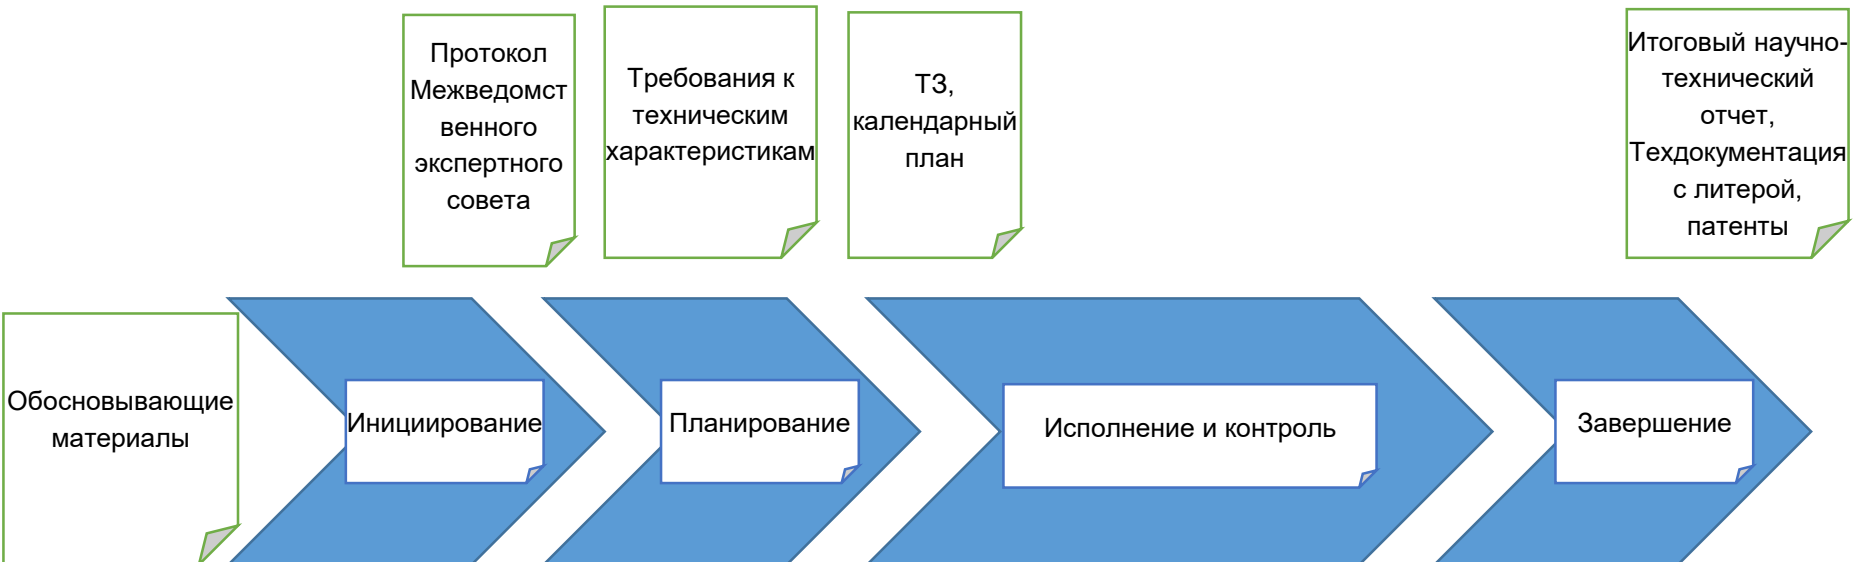 Протокол
Межведомст
венного
экспертного
совета
Требования к
техническим
характеристикам
ТЗ,
календарный
план
Итоговый научно-
технический
отчет,
Техдокументация
с литерой,
патенты
Обосновывающие
материалы
Инициирование
Планирование
Исполнение и контроль
Завершение